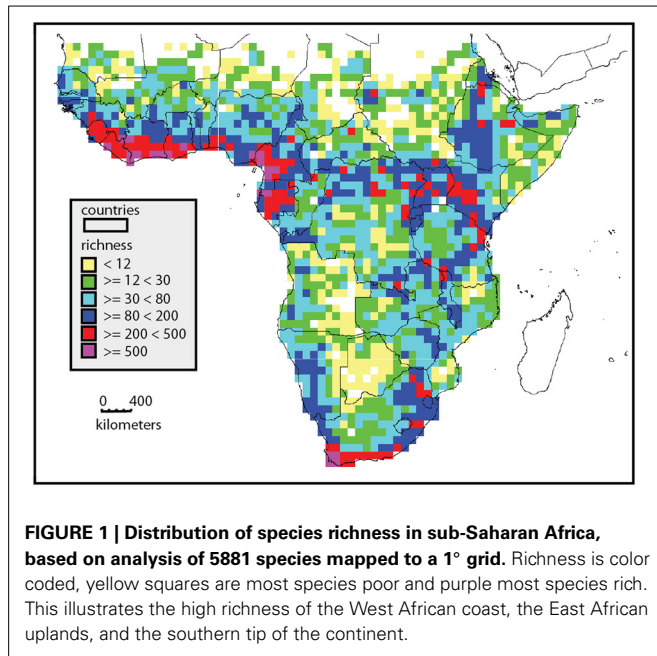 countries
richness
< 12
>= 12 < 30
>= 30 < 80
>= 80 < 200
>= 200 < 500
>= 500
0 400
kilometers
FIGURE 1 | Distribution of species richness in sub-Saharan Africa,
based on analysis of 5881 species mapped to a 1° grid. Richness is color
coded, yellow squares are most species poor and purple most species rich.
This illustrates the high richness of the West African coast, the East African
uplands, and the southern tip of the continent.